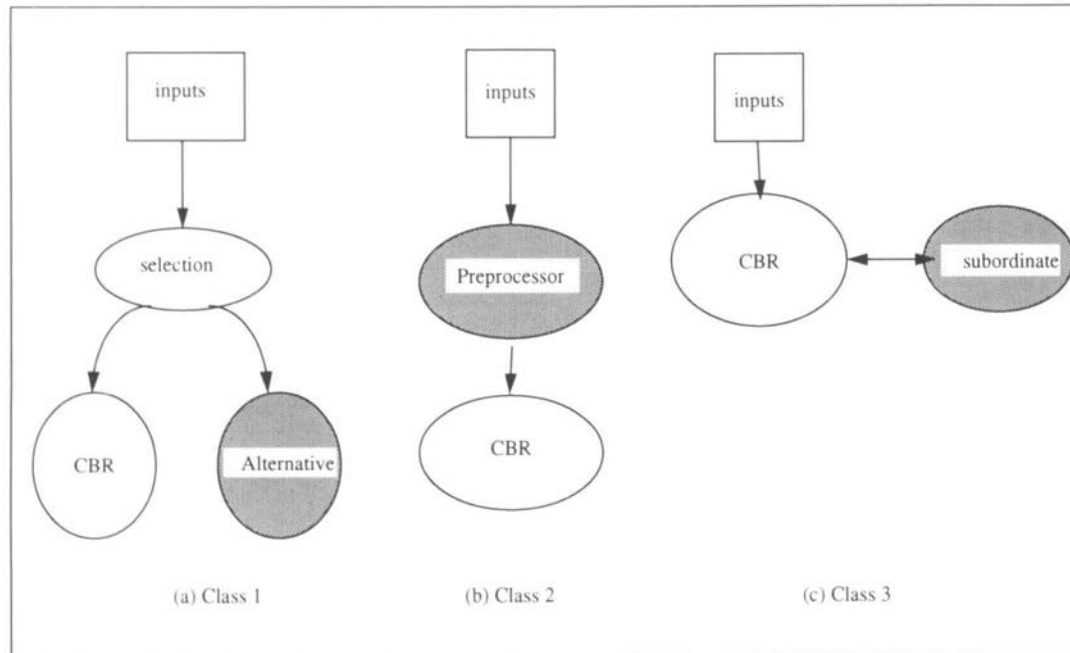 inputs
selection
CBR
Alternative
(a) Class 1
inputs
Preprocessor
CBR
(b) Class 2
inputs
CBR
subordinate
(c) Class 3